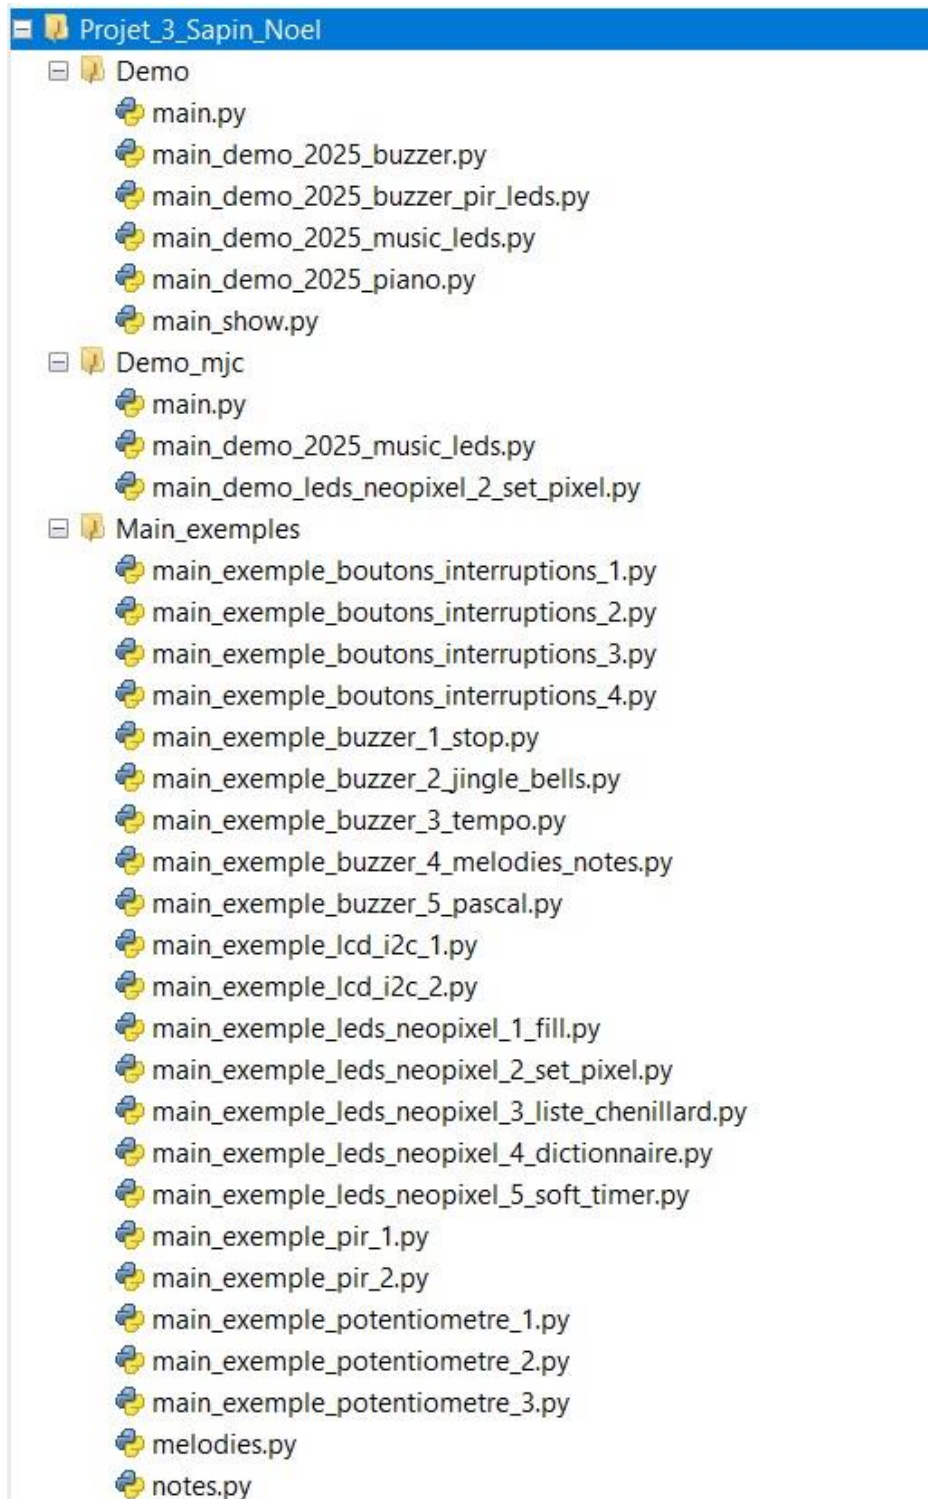 Projet_3_Sapin_Noel
Demo
main.py
main_demo_2025_buzzer.py
main_demo_2025_buzzer_pir_leds.py
main_demo_2025_music_leds.py
main_demo_2025_piano.py
main_show.py
Demo_mjc
main.py
main_demo_2025_music_leds.py
main_demo_leds_neopixel_2_set_pixel.py
Main_exemples
main_exemple_boutons_interruptions_1.py
main_exemple_boutons_interruptions_2.py
main_exemple_boutons_interruptions_3.py
main_exemple_boutons_interruptions_4.py
main_exemple_buzzer_1_stop.py
main_exemple_buzzer_2_jingle_bells.py
main_exemple_buzzer_3_tempo.py
main_exemple_buzzer_4_melodies_notes.py
main_exemple_buzzer_5_pascal.py
main_exemple_lcd_i2c_1.py
main_exemple_lcd_i2c_2.py
main_exemple_leds_neopixel_1_fill.py
main_exemple_leds_neopixel_2_set_pixel.py
main_exemple_leds_neopixel_3_liste_chenillard.py
main_exemple_leds_neopixel_4_dictionnaire.py
main_exemple_leds_neopixel_5_soft_timer.py
main_exemple_pir_1.py
main_exemple_pir_2.py
main_exemple_potentiometre_1.py
main_exemple_potentiometre_2.py
main_exemple_potentiometre_3.py
melodies.py
notes.py